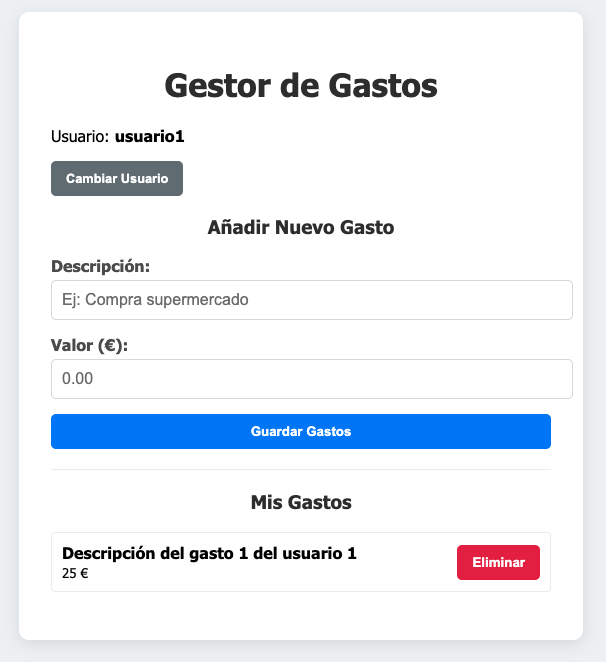 Gestor de Gastos
Usuario: usuario1
Cambiar Usuario
Añadir Nuevo Gasto
Descripción:
Ej: Compra supermercado
Valor (€):
0.00
Guardar Gastos
Mis Gastos
Descripción del gasto 1 del usuario 1
25 €
Eliminar